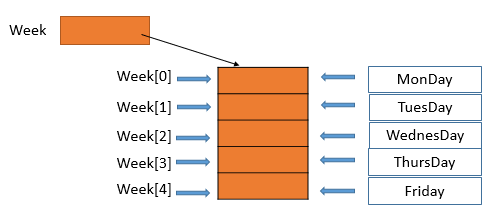 Week
Week[0] MonDay
Week[1] TuesDay
Week[2] WednesDay
Week[3] ThursDay
Week[4] Friday